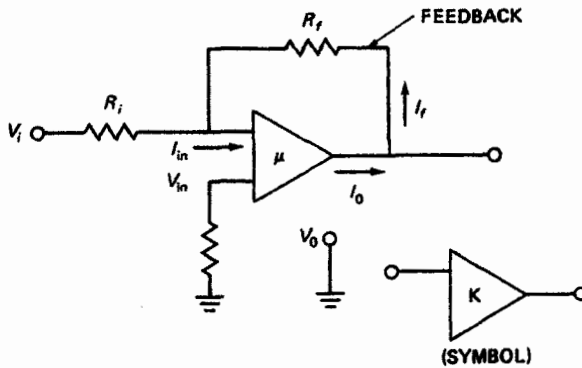 R_f
FEEDBACK
R_i
I_f
V_i
I_in
μ
V_in
I_0
V_0
K
(SYMBOL)